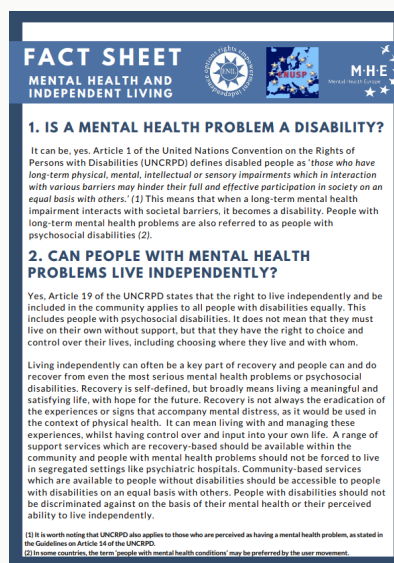 FACT SHEET
MENTAL HEALTH AND
INDEPENDENT LIVING
options rights empowerment
independent
ENIL
ENUSP
M·H·E
Mental Health Europe
1. IS A MENTAL HEALTH PROBLEM A DISABILITY?
It can be, yes. Article 1 of the United Nations Convention on the Rights of
Persons with Disabilities (UNCRPD) defines disabled people as 'those who have
long-term physical, mental, intellectual or sensory impairments which in interaction
with various barriers may hinder their full and effective participation in society on an
equal basis with others.' (1) This means that when a long-term mental health
impairment interacts with societal barriers, it becomes a disability. People with
long-term mental health problems are also referred to as people with
psychosocial disabilities (2).
2. CAN PEOPLE WITH MENTAL HEALTH
PROBLEMS LIVE INDEPENDENTLY?
Yes, Article 19 of the UNCRPD states that the right to live independently and be
included in the community applies to all people with disabilities equally. This
includes people with psychosocial disabilities. It does not mean that they must
live on their own without support, but that they have the right to choice and
control over their lives, including choosing where they live and with whom.
Living independently can often be a key part of recovery and people can and do
recover from even the most serious mental health problems or psychosocial
disabilities. Recovery is self-defined, but broadly means living a meaningful and
satisfying life, with hope for the future. Recovery is not always the eradication of
the experiences or signs that accompany mental distress, as it would be used in
the context of physical health. It can mean living with and managing these
experiences, whilst having control over and input into your own life. A range of
support services which are recovery-based should be available within the
community and people with mental health problems should not be forced to live
in segregated settings like psychiatric hospitals. Community-based services
which are available to people without disabilities should be accessible to people
with disabilities on an equal basis with others. People with disabilities should not
be discriminated against on the basis of their mental health or their perceived
ability to live independently.
(1) It is worth noting that UNCRPD also applies to those who are perceived as having a mental health problem, as stated in
the Guidelines on Article 14 of the UNCRPD.
(2) In some countries, the term 'people with mental health conditions' may be preferred by the user movement.